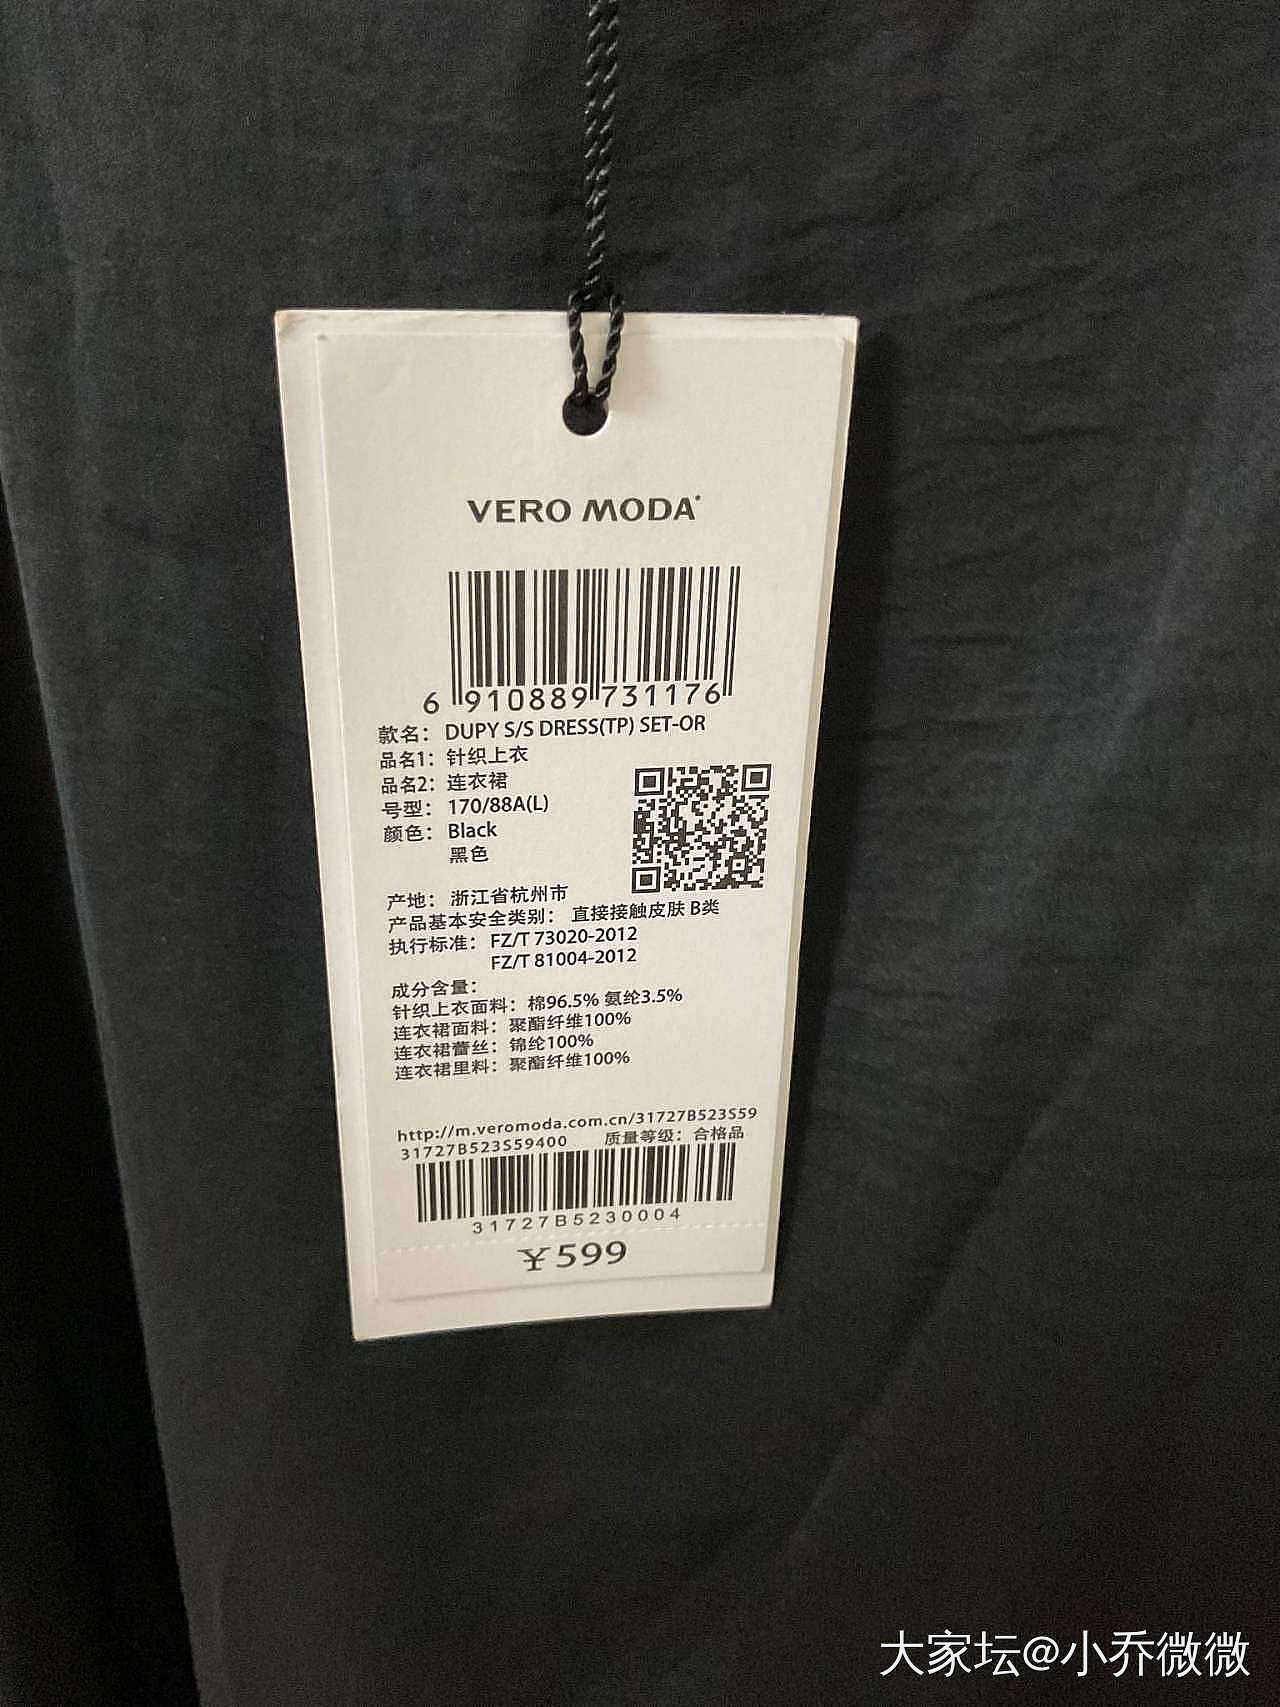 VERO MODA
6 910889 731176
款名： DUPY S/S DRESS(TP) SET-OR
品名1： 针织上衣
品名2： 连衣裙
号型： 170/88A(L)
颜色： Black
黑色
产地： 浙江省杭州市
产品基本安全类别： 直接接触皮肤 B类
执行标准： FZ/T 73020-2012
FZ/T 81004-2012
成分含量：
针织上衣面料：棉96.5% 氨纶3.5%
连衣裙面料：聚酯纤维100%
连衣裙蕾丝：锦纶100%
连衣裙里料：聚酯纤维100%
http://m.veromoda.com.cn/31727B523S59
31727B523S59400 质量等级：合格品
31727B5230004
￥599
大家坛@小乔微微